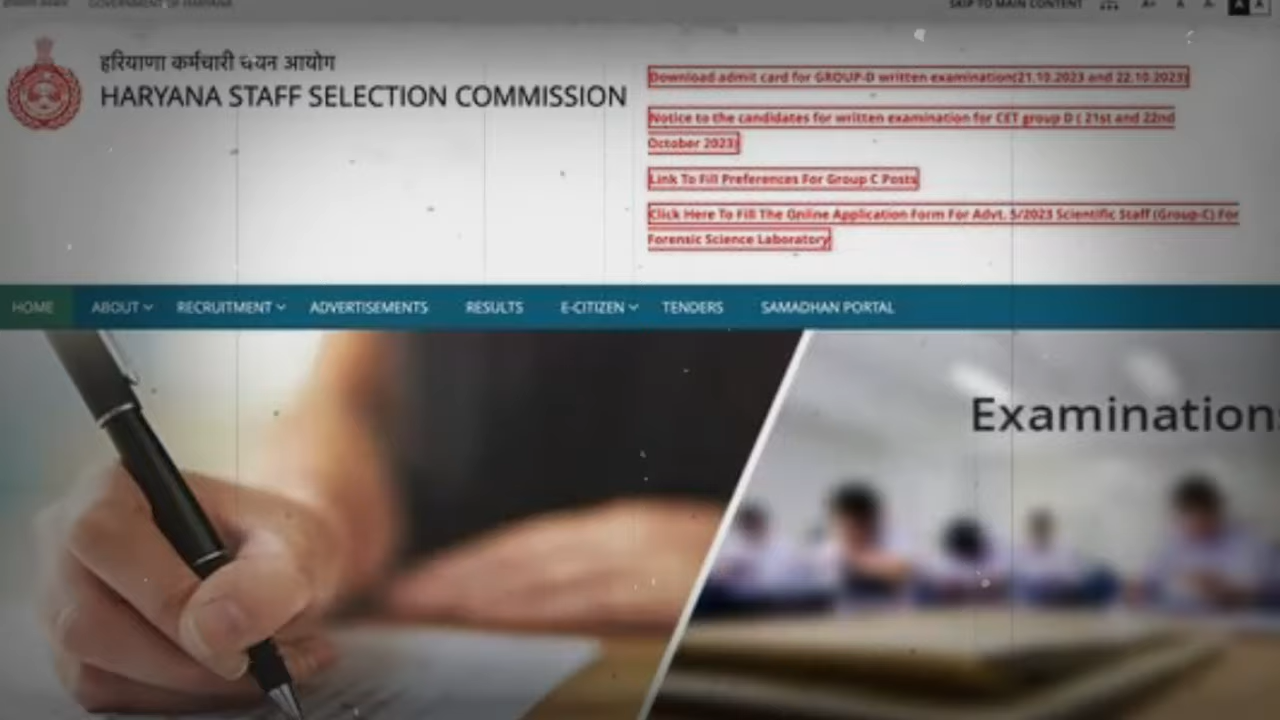 GOVERNMENT OF HARYANA
SKIP TO MAIN CONTENT A+ A A- A A
हरियाणा कर्मचारी चयन आयोग
HARYANA STAFF SELECTION COMMISSION
Download admit card for GROUP-D written examination(21.10.2023 and 22.10.2023)
Notice to the candidates for written examination for CET group D ( 21st and 22nd
October 2023)
Link To Fill Preferences For Group C Posts
Click Here To Fill The Online Application Form For Advt. 5/2023 Scientific Staff (Group-C) For
Forensic Science Laboratory
HOME ABOUT RECRUITMENT ADVERTISEMENTS RESULTS E-CITIZEN TENDERS SAMADHAN PORTAL
Examination